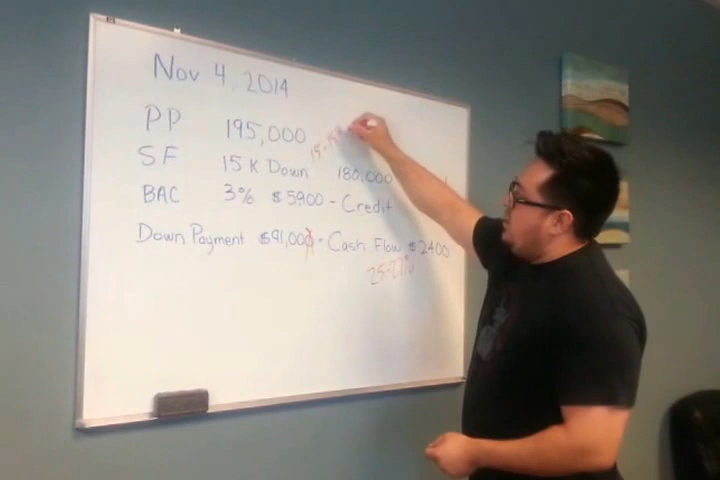 Nov 4, 2014
PP 195,000
SF 15 K Down 180,000
BAC 3% $5900 - Credit
Down Payment $91,000 - Cash Flow $2400